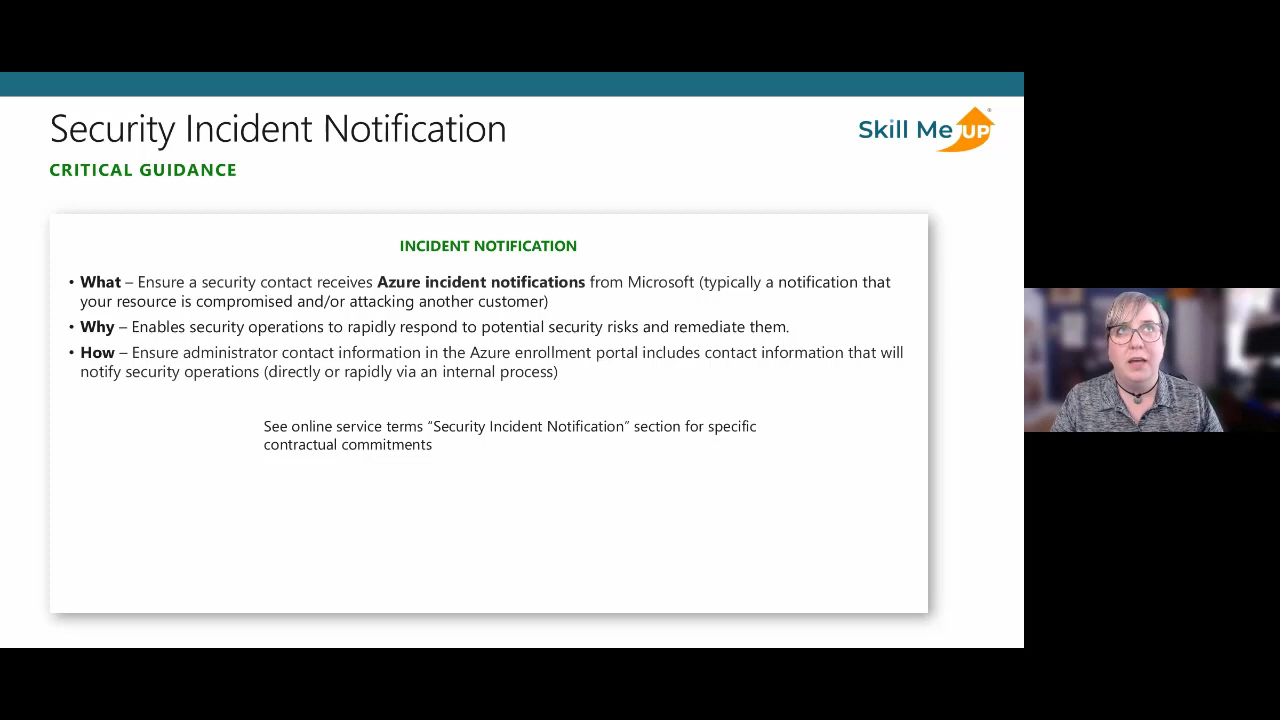 Security Incident Notification
Skill Me UP
®
CRITICAL GUIDANCE
INCIDENT NOTIFICATION
• What – Ensure a security contact receives Azure incident notifications from Microsoft (typically a notification that
your resource is compromised and/or attacking another customer)
• Why – Enables security operations to rapidly respond to potential security risks and remediate them.
• How – Ensure administrator contact information in the Azure enrollment portal includes contact information that will
notify security operations (directly or rapidly via an internal process)
See online service terms “Security Incident Notification” section for specific
contractual commitments